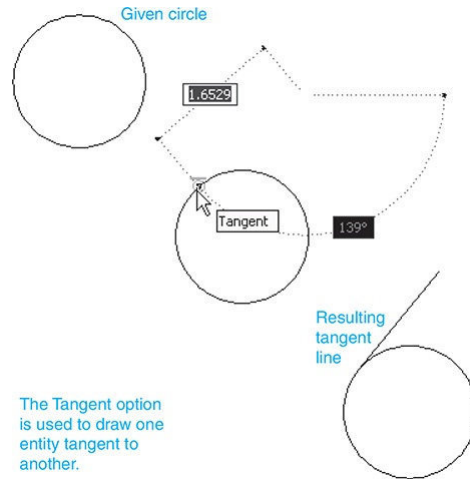 Given circle
1.6529
Tangent
139°
Resulting
tangent
line
The Tangent option
is used to draw one
entity tangent to
another.